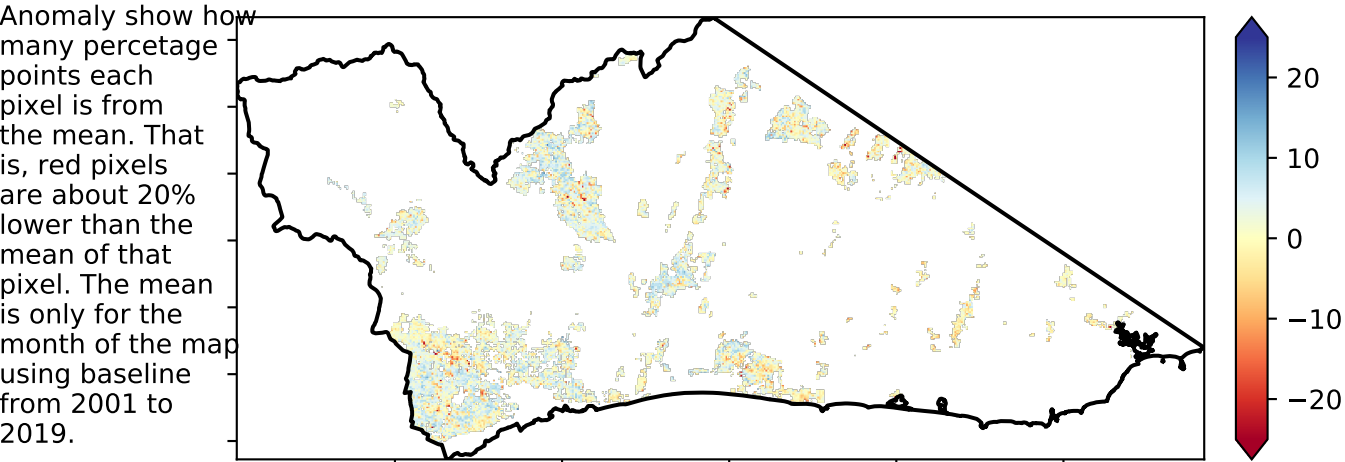 Anomaly show how
many percetage
points each
pixel is from
the mean. That
is, red pixels
are about 20%
lower than the
mean of that
pixel. The mean
is only for the
month of the map
using baseline
from 2001 to
2019.
20
10
0
−10
−20